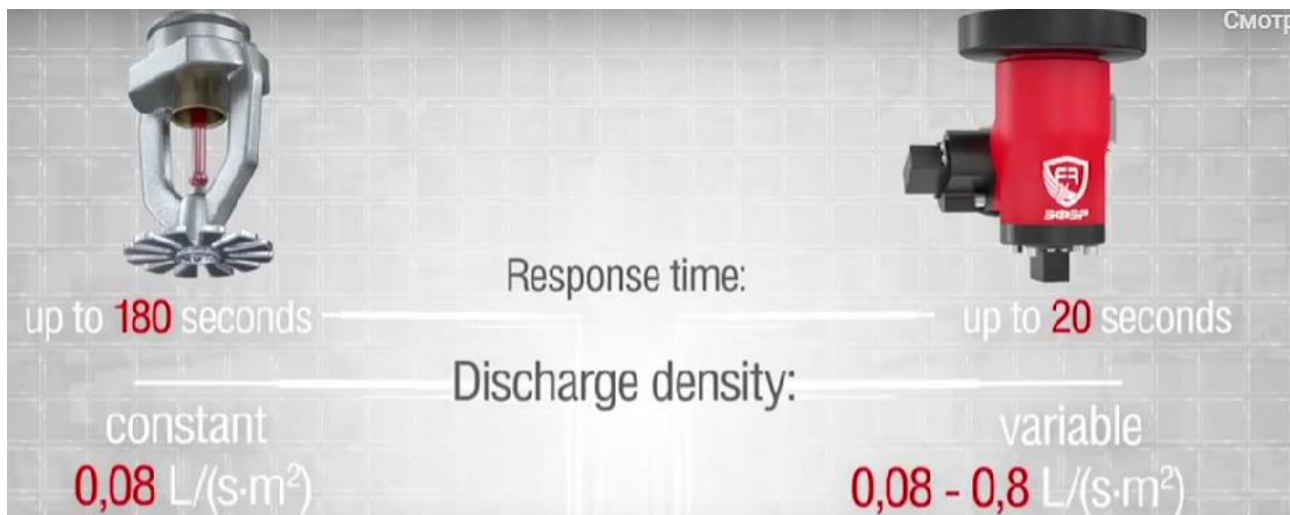 Смотр
ЭФЭР
Response time:
up to 180 seconds
up to 20 seconds
Discharge density:
constant
variable
0,08 L/(s·m²)
0,08 - 0,8 L/(s·m²)